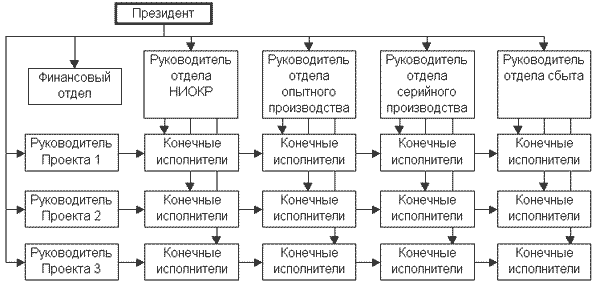 Президент
Финансовый
отдел
Руководитель
отдела
НИОКР
Руководитель
отдела
опытного
производства
Руководитель
отдела
серийного
производства
Руководитель
отдела сбыта
Руководитель
Проекта 1
Конечные
исполнители
Конечные
исполнители
Конечные
исполнители
Конечные
исполнители
Руководитель
Проекта 2
Конечные
исполнители
Конечные
исполнители
Конечные
исполнители
Конечные
исполнители
Руководитель
Проекта 3
Конечные
исполнители
Конечные
исполнители
Конечные
исполнители
Конечные
исполнители